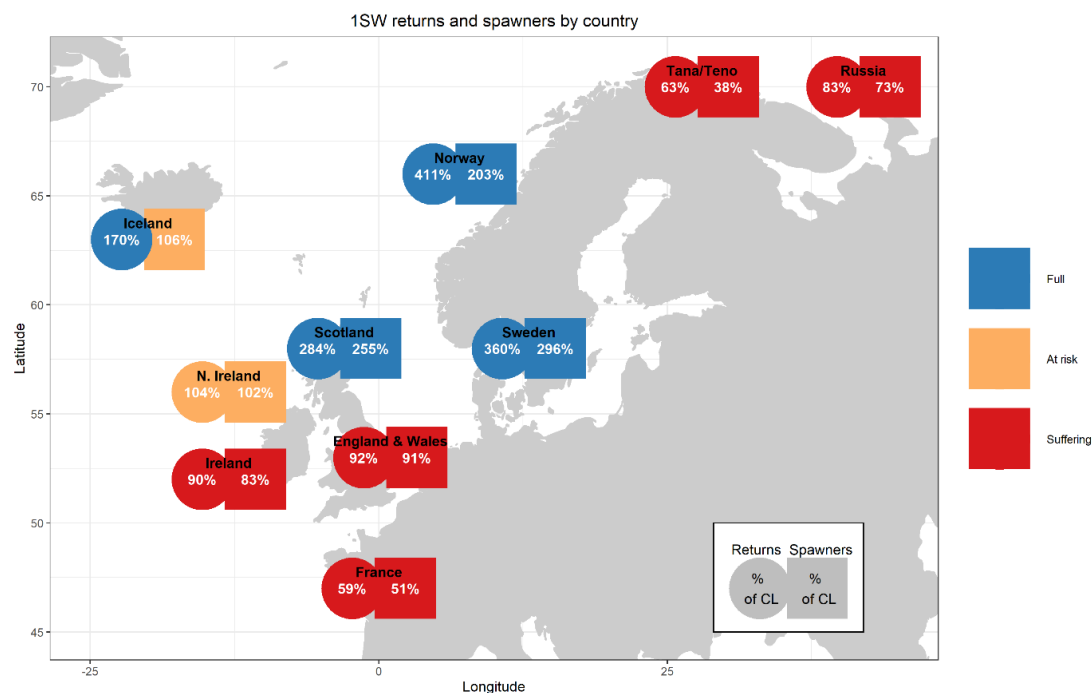 1SW returns and spawners by country
70
65
60
55
50
45
Latitude
-25
0
25
Longitude
Tana/Teno
63% 38%
Russia
83% 73%
Norway
411% 203%
Iceland
170% 106%
Scotland
284% 255%
Sweden
360% 296%
N. Ireland
104% 102%
England & Wales
92% 91%
Ireland
90% 83%
France
59% 51%
Returns Spawners
% %
of CL of CL
Full
At risk
Suffering